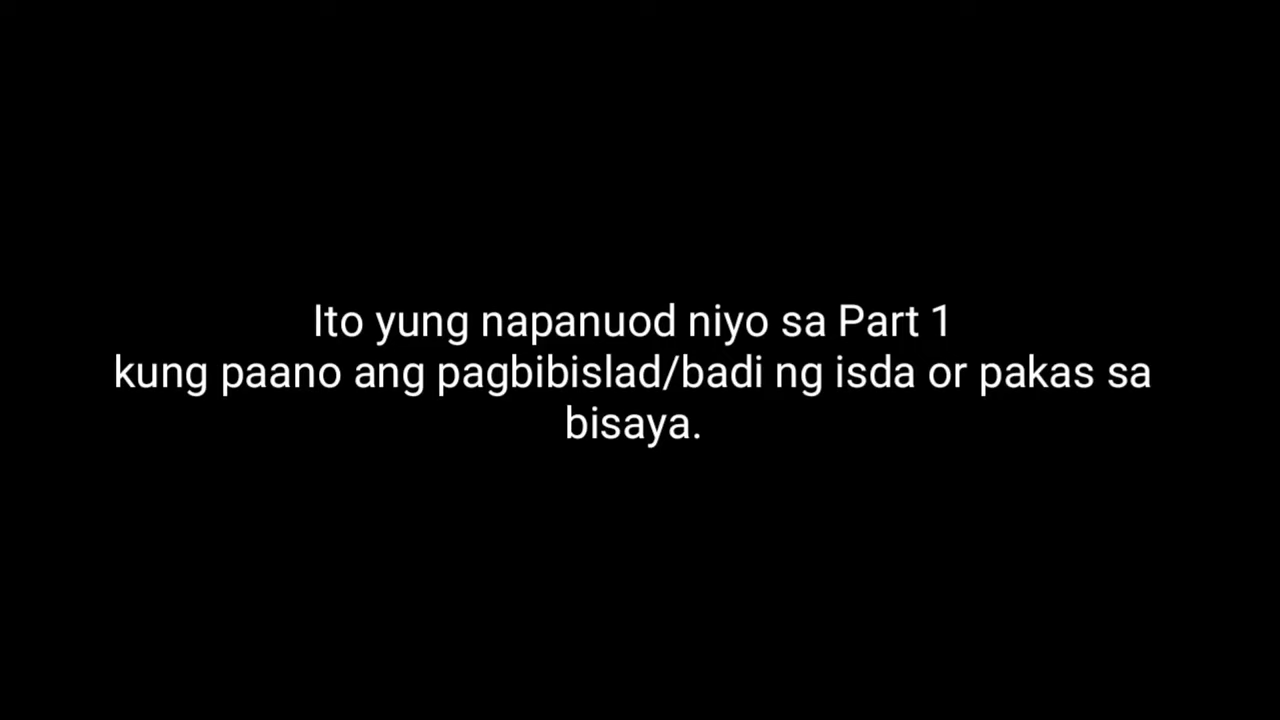 Ito yung napanuod niyo sa Part 1
kung paano ang pagbibislad/badi ng isda or pakas sa
bisaya.